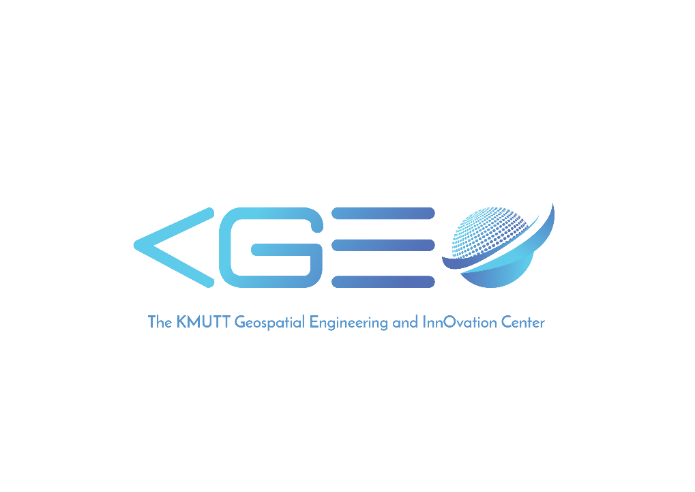 KGEO
The KMUTT Geospatial Engineering and InnOvation Center